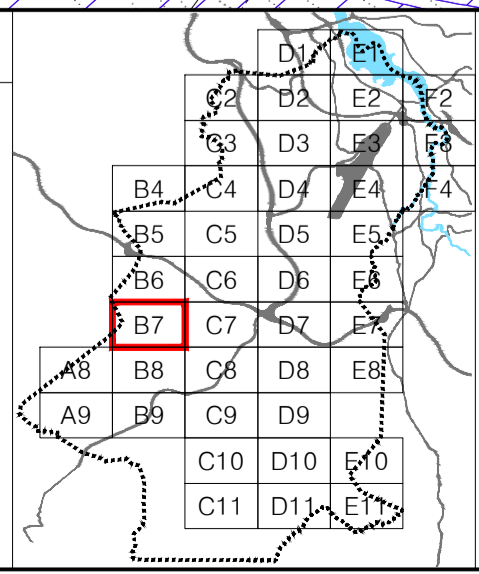 D1 E1
C2 D2 E2 F2
C3 D3 E3 F3
B4 C4 D4 E4 F4
B5 C5 D5 E5
B6 C6 D6 E6
B7 C7 D7 E7
A8 B8 C8 D8 E8
A9 B9 C9 D9
C10 D10 E10
C11 D11 E11